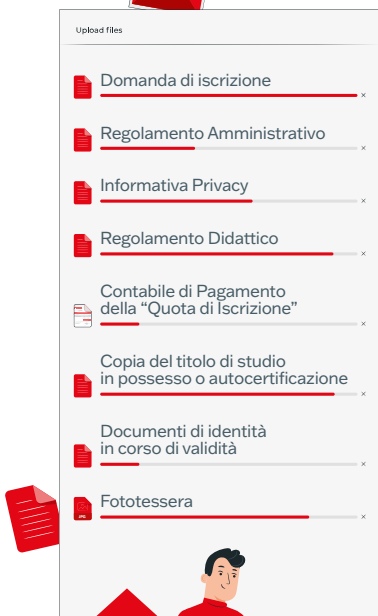 Upload files
Domanda di iscrizione
×
Regolamento Amministrativo
×
Informativa Privacy
×
Regolamento Didattico
×
Contabile di Pagamento
della “Quota di Iscrizione”
×
Copia del titolo di studio
in possesso o autocertificazione
×
Documenti di identità
in corso di validità
×
Fototessera
JPG
×